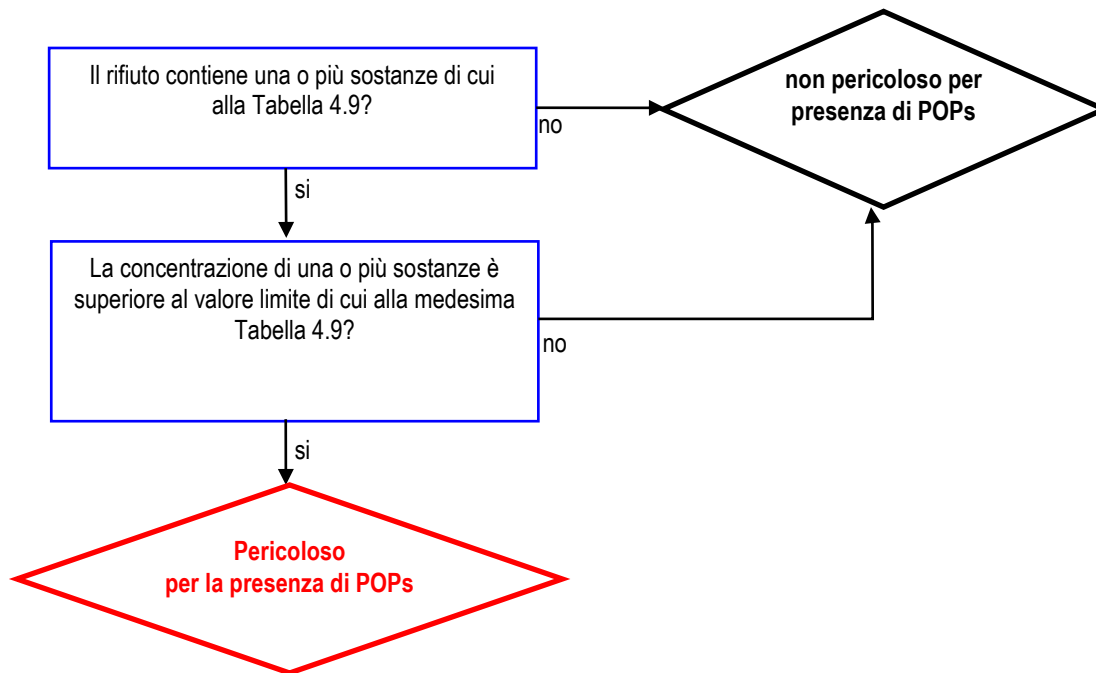 Il rifiuto contiene una o più sostanze di cui
alla Tabella 4.9?
no
non pericoloso per
presenza di POPs
si
La concentrazione di una o più sostanze è
superiore al valore limite di cui alla medesima
Tabella 4.9?
no
si
Pericoloso
per la presenza di POPs